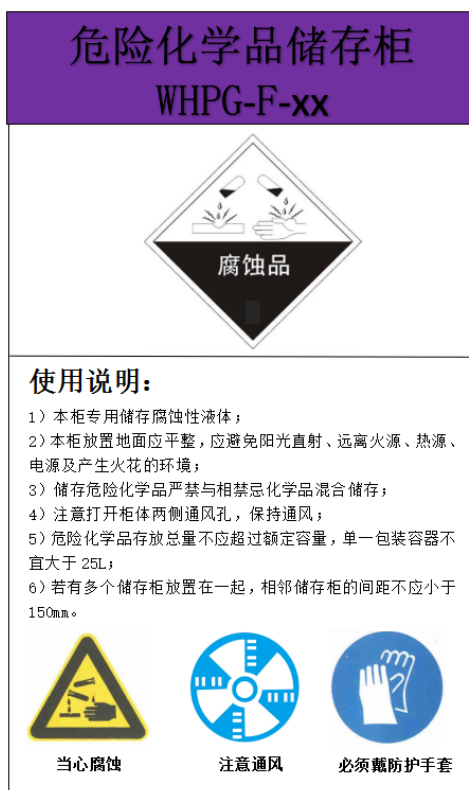 危险化学品储存柜
WHPG-F-xx
腐蚀品
使用说明：
1）本柜专用储存腐蚀性液体；
2）本柜放置地面应平整，应避免阳光直射、远离火源、热源、
电源及产生火花的环境；
3）储存危险化学品严禁与相禁忌化学品混合储存；
4）注意打开柜体两侧通风孔，保持通风；
5）危险化学品存放总量不应超过额定容量，单一包装容器不
宜大于 25L；
6）若有多个储存柜放置在一起，相邻储存柜的间距不应小于
150mm。
当心腐蚀
注意通风
必须戴防护手套